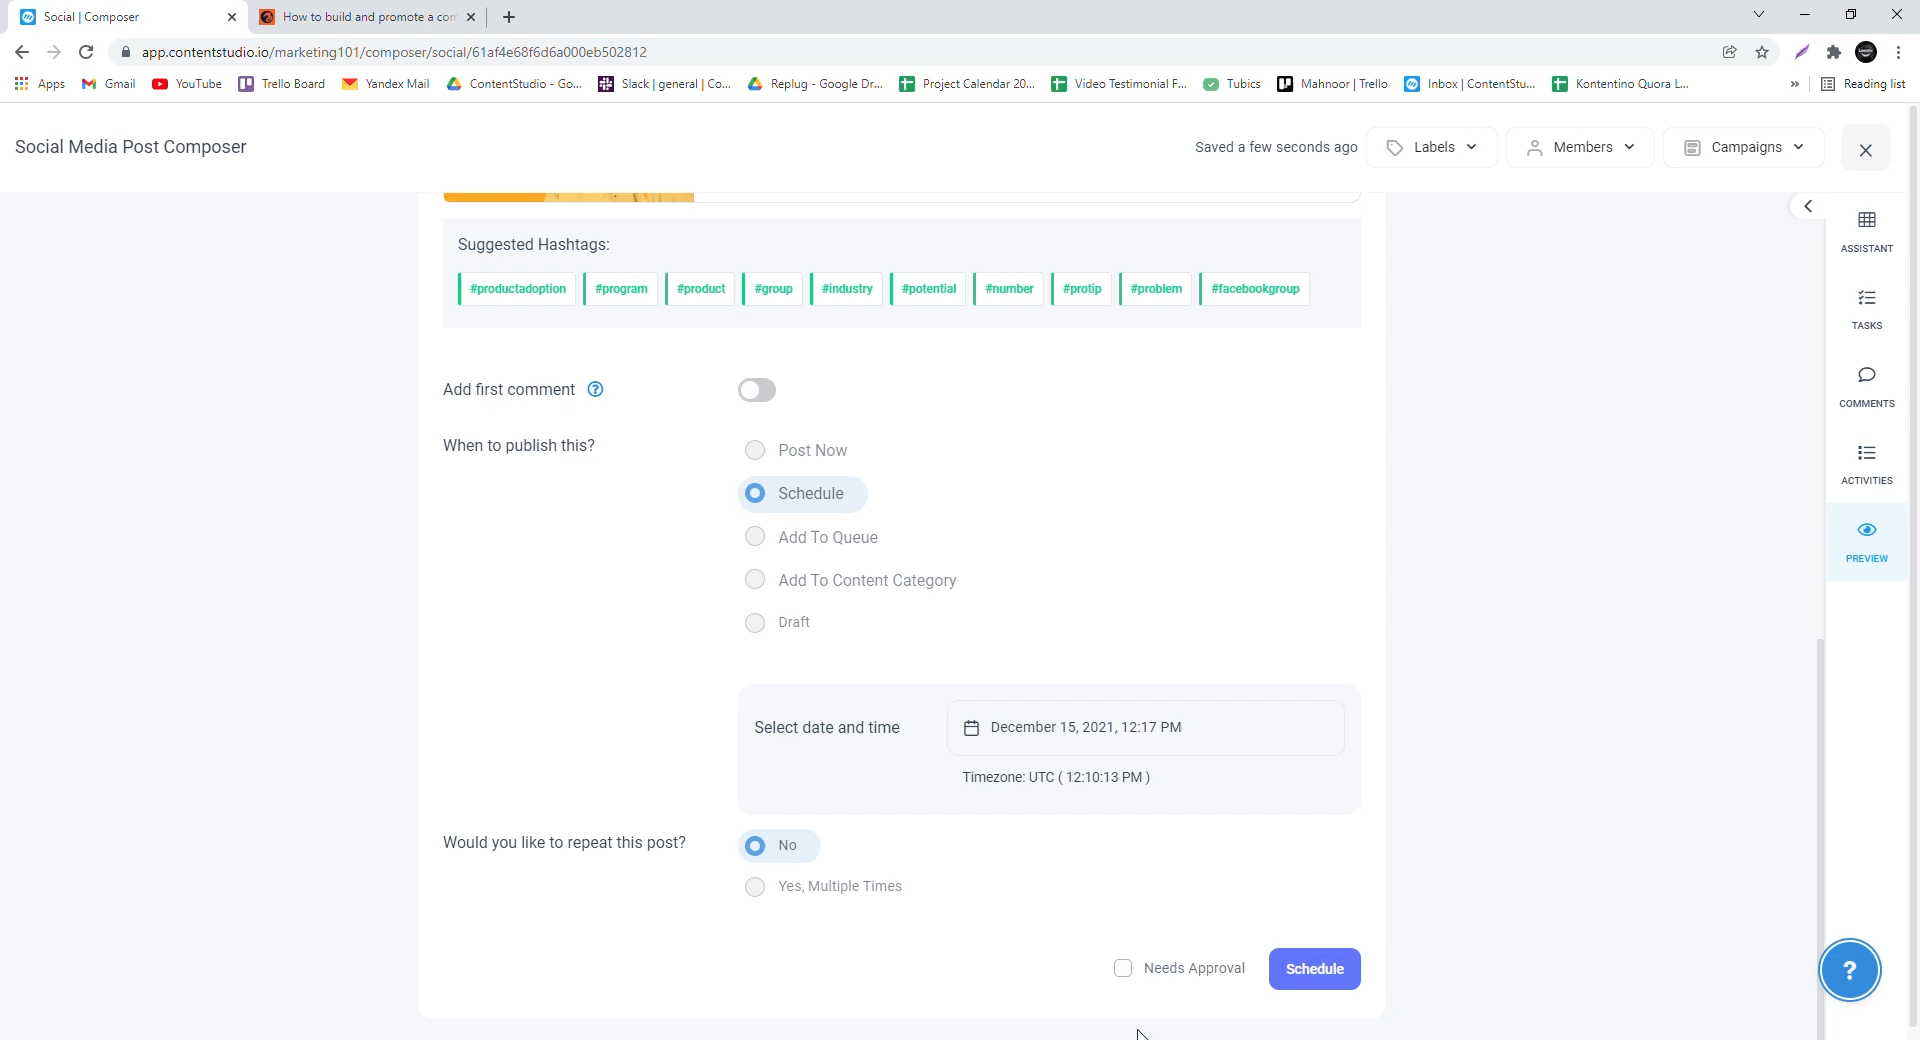 Social | Composer
How to build and promote a con
app.contentstudio.io/marketing101/composer/social/61af4e68f6d6a000eb502812
Apps Gmail YouTube Trello Board Yandex Mail ContentStudio - Go... Slack | general | Co... Replug - Google Dr... Project Calendar 20... Video Testimonial F... Tubics Mahnoor | Trello Inbox | ContentStu... Kontentino Quora L... » Reading list
Social Media Post Composer
Saved a few seconds ago
Labels
Members
Campaigns
Suggested Hashtags:
#productadoption #program #product #group #industry #potential #number #protip #problem #facebookgroup
Add first comment ?
When to publish this?
Post Now
Schedule
Add To Queue
Add To Content Category
Draft
Select date and time
December 15, 2021, 12:17 PM
Timezone: UTC ( 12:10:13 PM )
Would you like to repeat this post?
No
Yes, Multiple Times
Needs Approval
Schedule
ASSISTANT
TASKS
COMMENTS
ACTIVITIES
PREVIEW
?